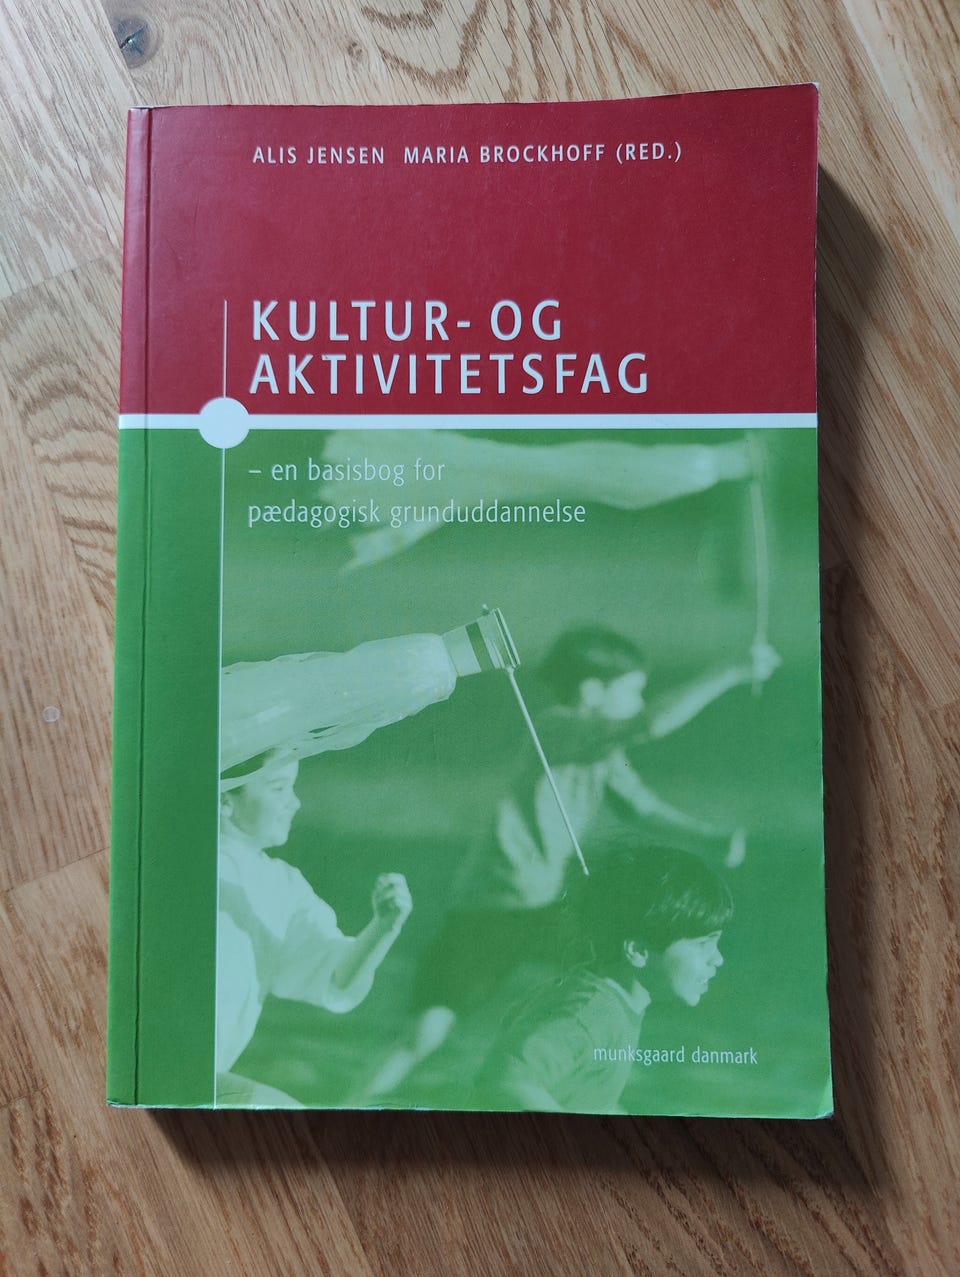 ALIS JENSEN MARIA BROCKHOFF (RED.)
KULTUR- OG
AKTIVITETSFAG
– en basisbog for
pædagogisk grunduddannelse
munksgaard danmark